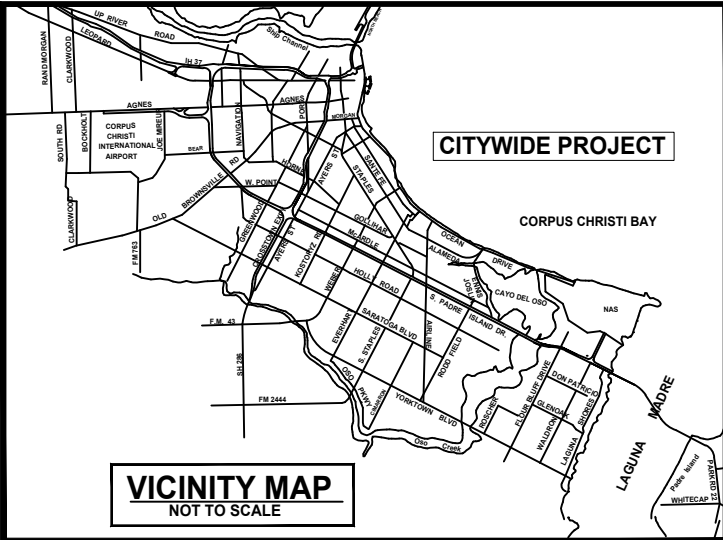 UP RIVER
ROAD
LEOPARD
RANDMORGAN
CLARKWOOD
IH 37
Ship Channel
AGNES
AGNES
PORT
NAVIGATION
MORGAN
SOUTH RD
BOCKHOLT
CORPUS
CHRISTI
INTERNATIONAL
AIRPORT
JOE MIREUR
BEAR
HORNE
AYERS ST
STAPLES
SANTE FE
CITYWIDE PROJECT
W. POINT
OLD
BROWNSVILLE
RD
CLARKWOOD
FM 763
GREENWOOD
CROSSTOWN EXP
AYERS ST
KOSTORYZ RD
GOLLIHAR
McARDLE
WEBER
OCEAN
DRIVE
ALAMEDA
CORPUS CHRISTI BAY
ENNIS
JOSLIN
CAYO DEL OSO
NAS
HOLLY ROAD
S. PADRE
ISLAND DR.
F.M. 43
SH 286
FM 2444
EVERHART
S. STAPLES
SARATOGA BLVD
AIRLINE
RODD FIELD
OSO
PKWY
CIMARRON
YORKTOWN BLVD
Oso Creek
ROSCHER
FLOUR BLUFF DRIVE
DON PATRICIO
GLENOAK
WALDRON
LAGUNA
SHORES
LAGUNA
MADRE
Padre Island
PARK RD 22
WHITECAP
VICINITY MAP
NOT TO SCALE